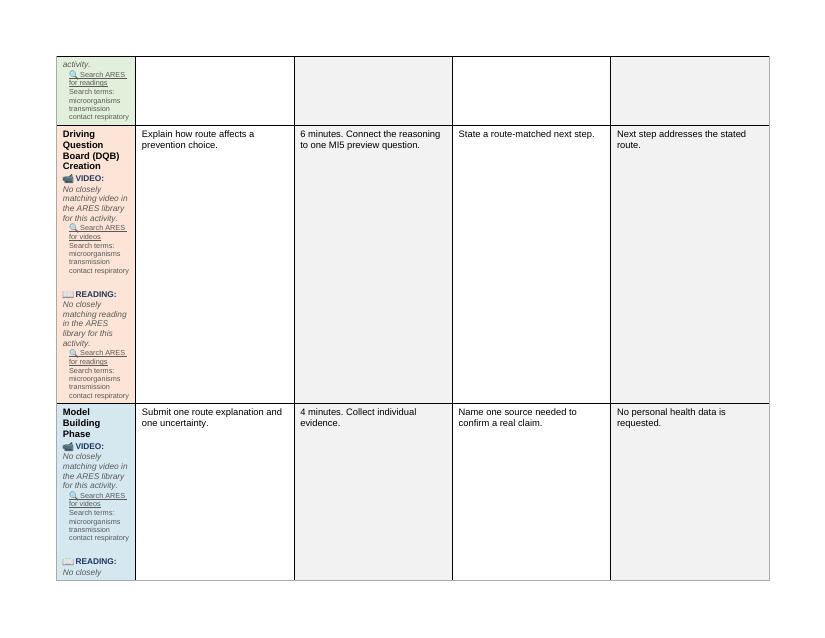 activity.
🔍 Search ARES
for readings
Search terms:
microorganisms
transmission
contact respiratory
Driving
Question
Board (DQB)
Creation
📹 VIDEO:
No closely
matching video in
the ARES library
for this activity.
🔍 Search ARES
for videos
Search terms:
microorganisms
transmission
contact respiratory
📖 READING:
No closely
matching reading
in the ARES
library for this
activity.
🔍 Search ARES
for readings
Search terms:
microorganisms
transmission
contact respiratory
Explain how route affects a
prevention choice.
6 minutes. Connect the reasoning
to one MI5 preview question.
State a route-matched next step.
Next step addresses the stated
route.
Model
Building
Phase
📹 VIDEO:
No closely
matching video in
the ARES library
for this activity.
🔍 Search ARES
for videos
Search terms:
microorganisms
transmission
contact respiratory
📖 READING:
No closely
Submit one route explanation and
one uncertainty.
4 minutes. Collect individual
evidence.
Name one source needed to
confirm a real claim.
No personal health data is
requested.